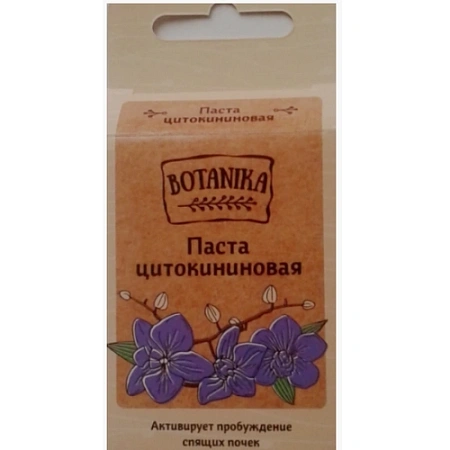 Паста
цитокининовая
BOTANIKA
Паста
цитокининовая
Активирует пробуждение
спящих почек